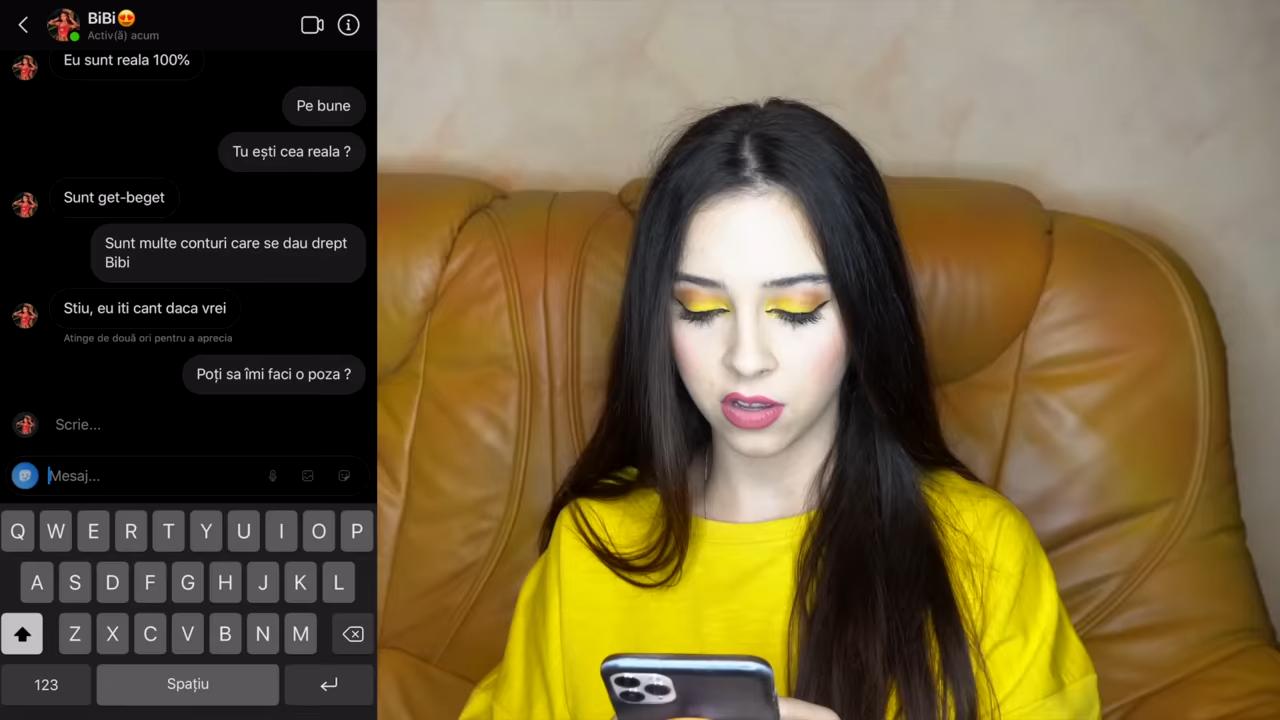 BiBi😍
Activ(ă) acum
Eu sunt reala 100%
Pe bune
Tu ești cea reala ?
Sunt get-beget
Sunt multe conturi care se dau drept
Bibi
Stiu, eu iti cant daca vrei
Atinge de două ori pentru a aprecia
Poți sa îmi faci o poza ?
Scrie...
Mesaj...
Q W E R T Y U I O P
A S D F G H J K L
Z X C V B N M
123 Spațiu